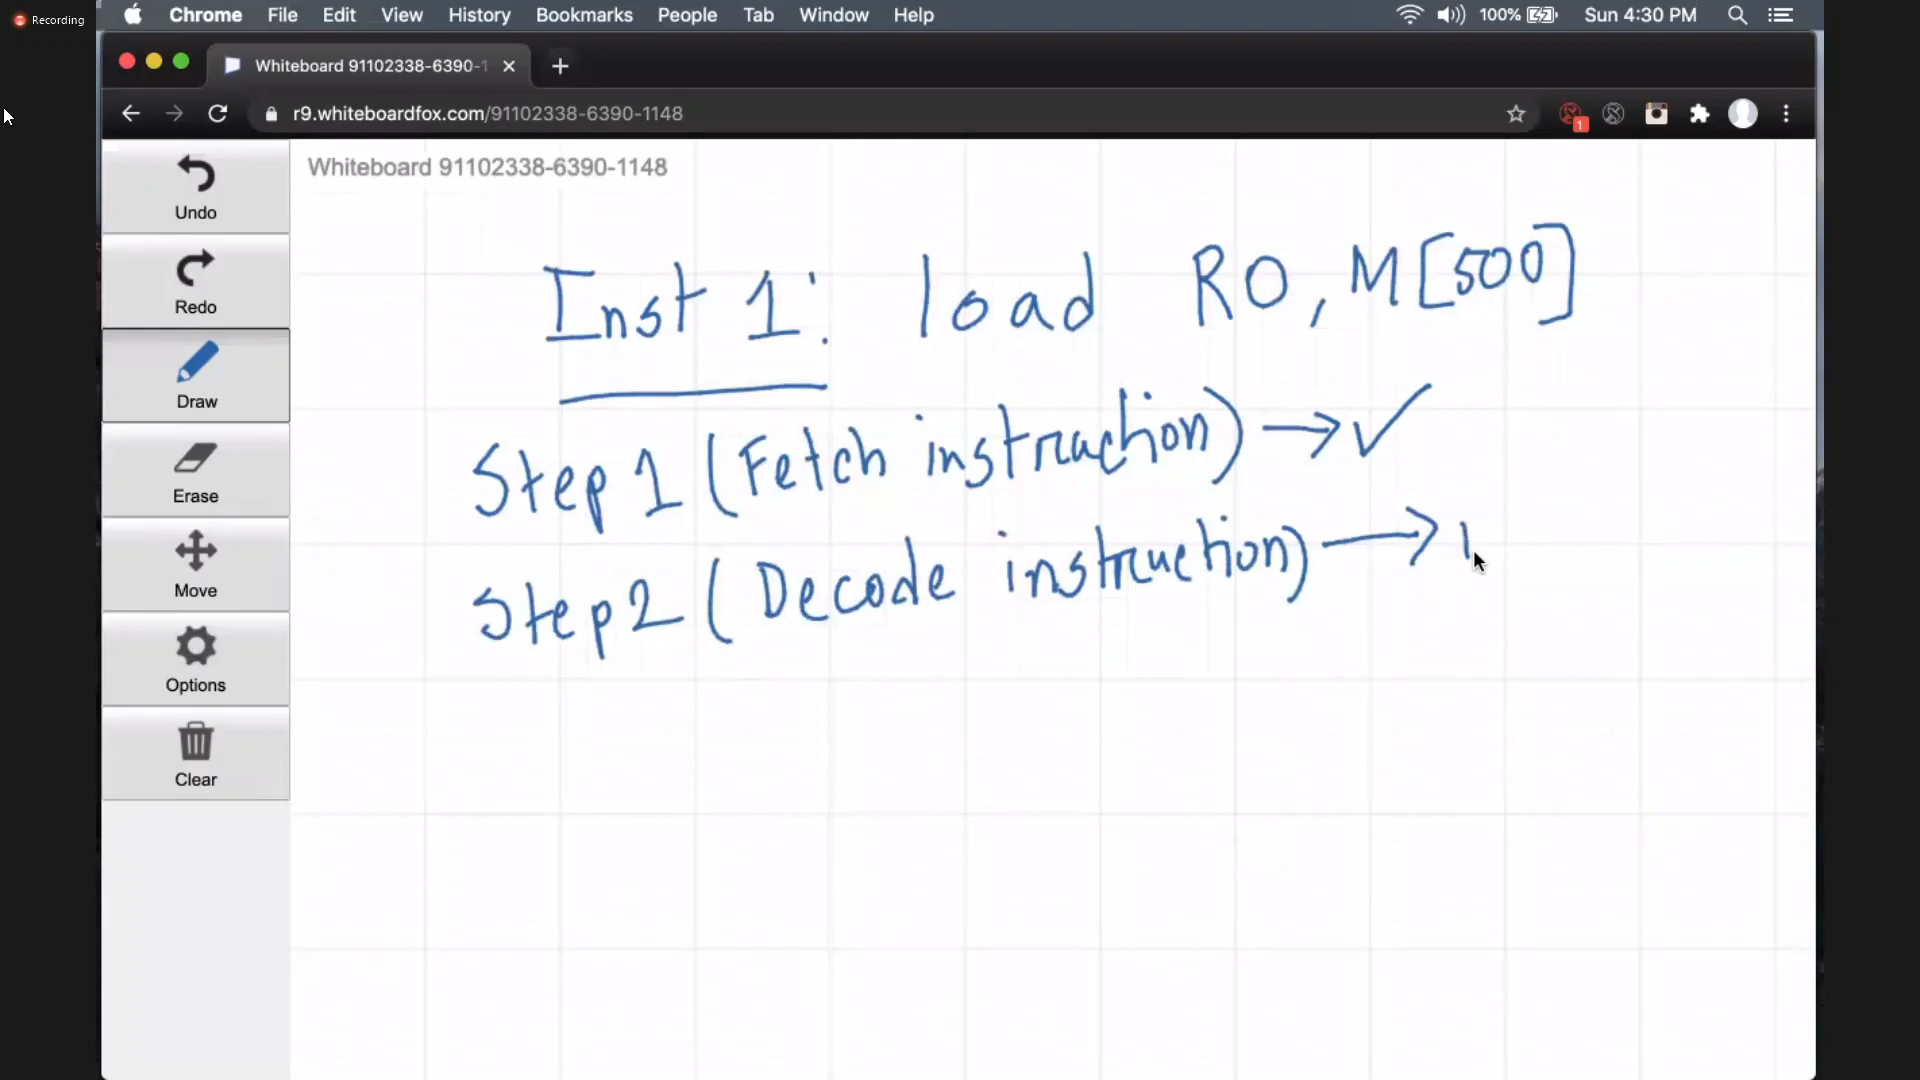 Recording
Chrome File Edit View History Bookmarks People Tab Window Help 100% Sun 4:30 PM
Whiteboard 91102338-6390-1
r9.whiteboardfox.com/91102338-6390-1148
1
Whiteboard 91102338-6390-1148
Undo
Redo
Draw
Erase
Move
Options
Clear
Inst 1: load R0, M[500]
Step 1 (Fetch instruction) → ✓
Step 2 (Decode instruction) →